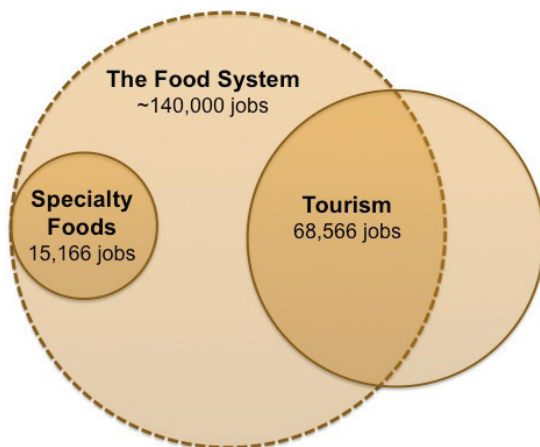 The Food System
~140,000 jobs
Specialty
Foods
15,166 jobs
Tourism
68,566 jobs